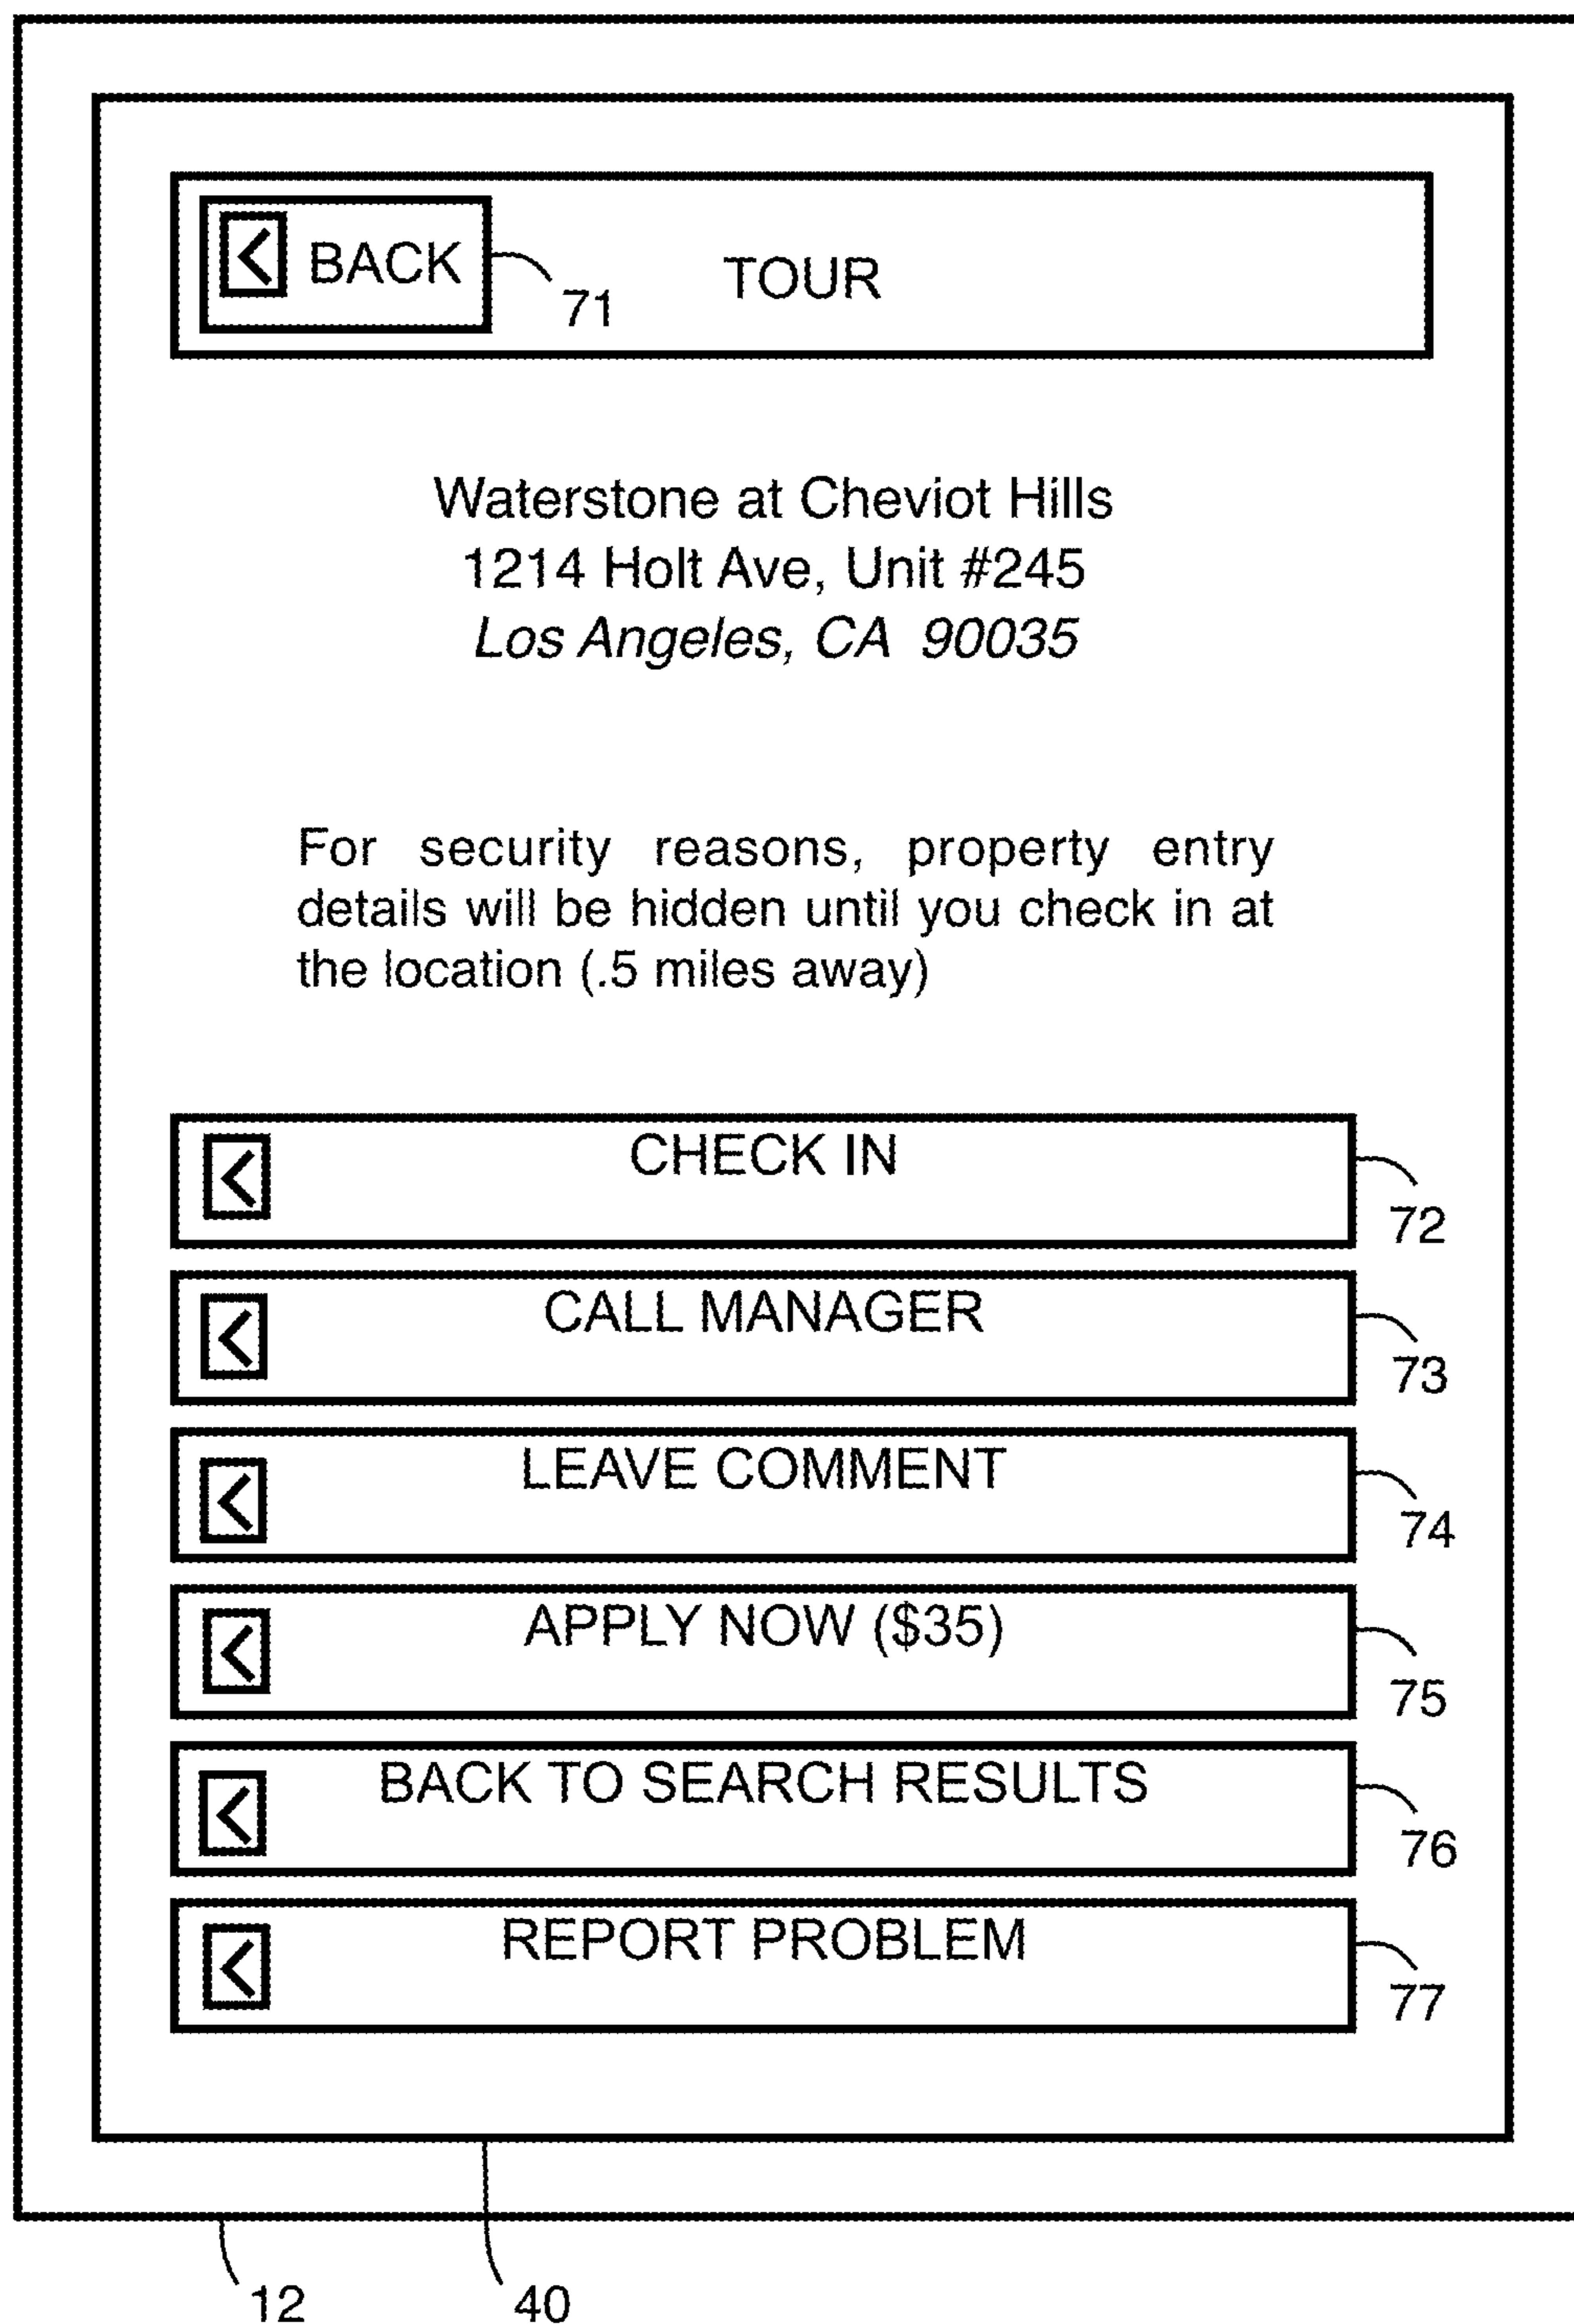 BACK
71
TOUR
Waterstone at Cheviot Hills
1214 Holt Ave, Unit #245
Los Angeles, CA 90035
For security reasons, property entry
details will be hidden until you check in at
the location (.5 miles away)
CHECK IN
72
CALL MANAGER
73
LEAVE COMMENT
74
APPLY NOW ($35)
75
BACK TO SEARCH RESULTS
76
REPORT PROBLEM
77
12
40